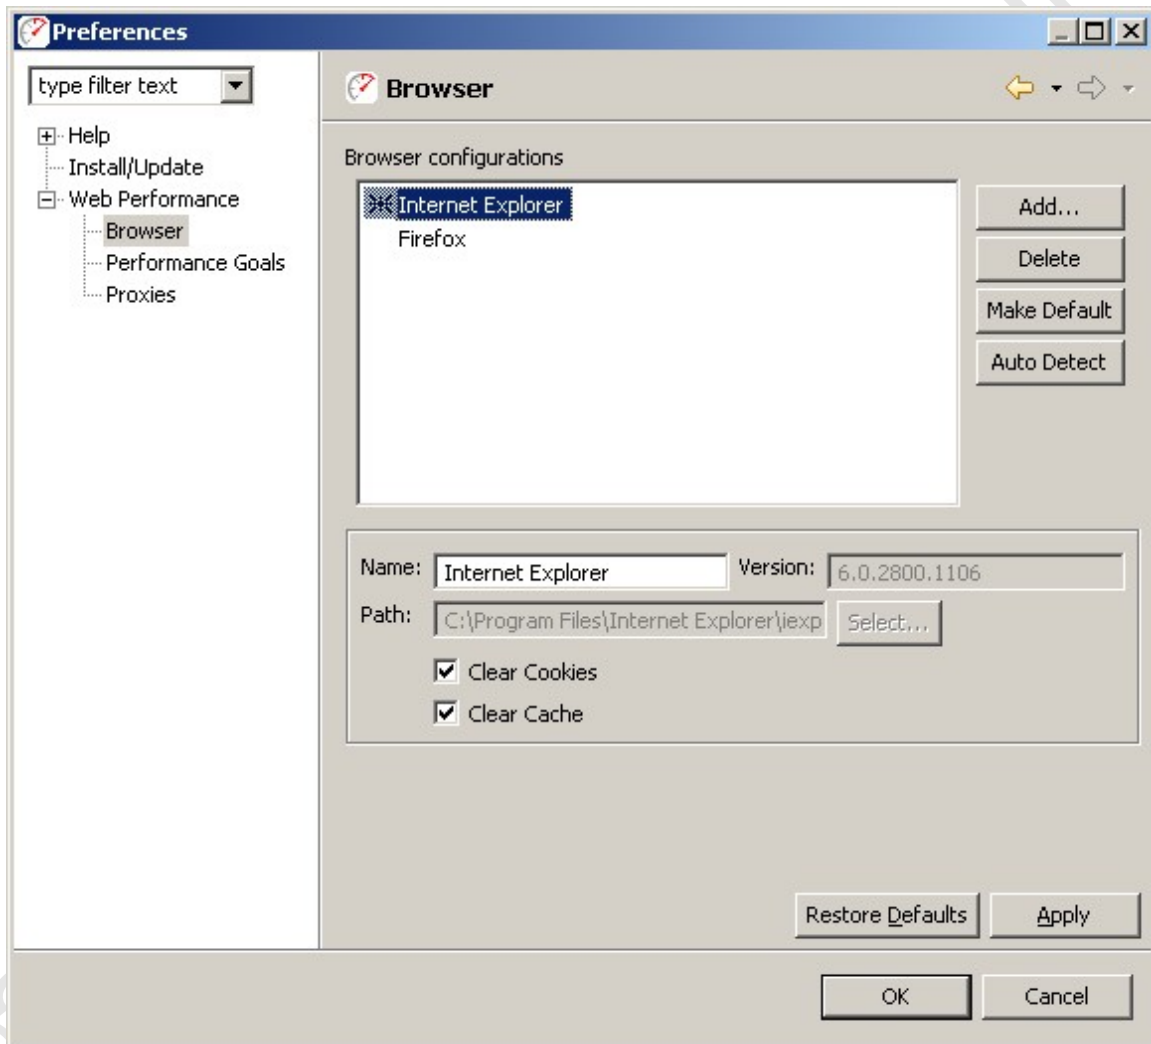 Preferences
type filter text
Browser
Help
Install/Update
Web Performance
Browser
Performance Goals
Proxies
Browser configurations
Internet Explorer
Firefox
Add...
Delete
Make Default
Auto Detect
Name: Internet Explorer Version: 6.0.2800.1106
Path: C:\Program Files\Internet Explorer\iexp Select...
Clear Cookies
Clear Cache
Restore Defaults Apply
OK Cancel